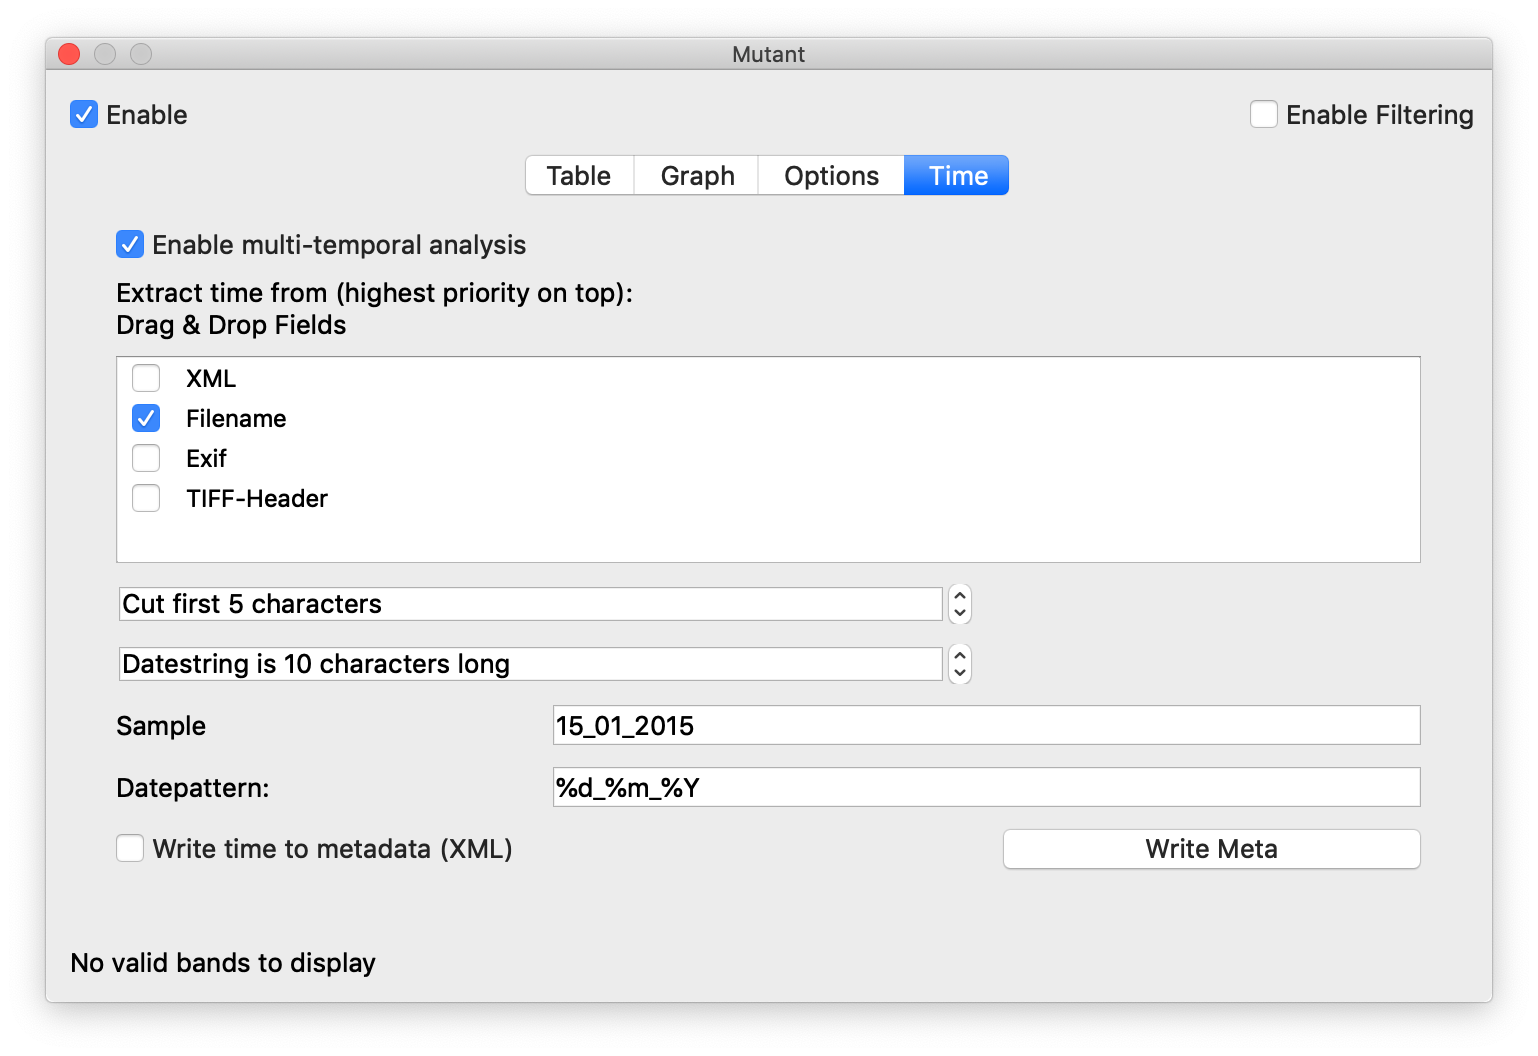 Mutant
Enable
Enable Filtering
Table Graph Options Time
Enable multi-temporal analysis
Extract time from (highest priority on top):
Drag & Drop Fields
XML
Filename
Exif
TIFF-Header
Cut first 5 characters
Datestring is 10 characters long
Sample 15_01_2015
Datepattern: %d_%m_%Y
Write time to metadata (XML) Write Meta
No valid bands to display